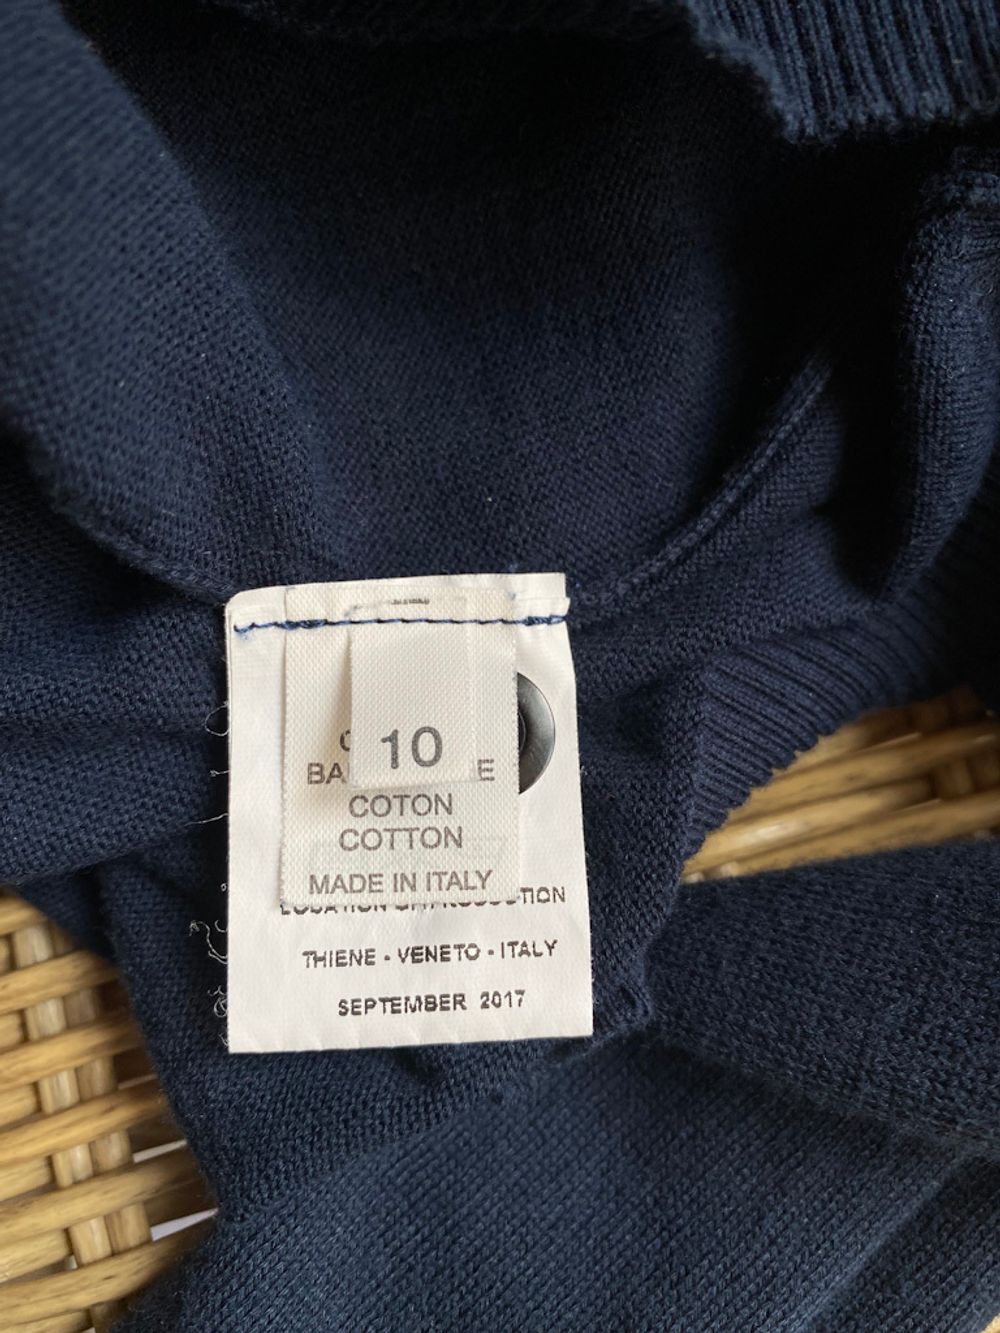 10
COTON
COTTON
MADE IN ITALY
THIENE - VENETO - ITALY
SEPTEMBER 2017